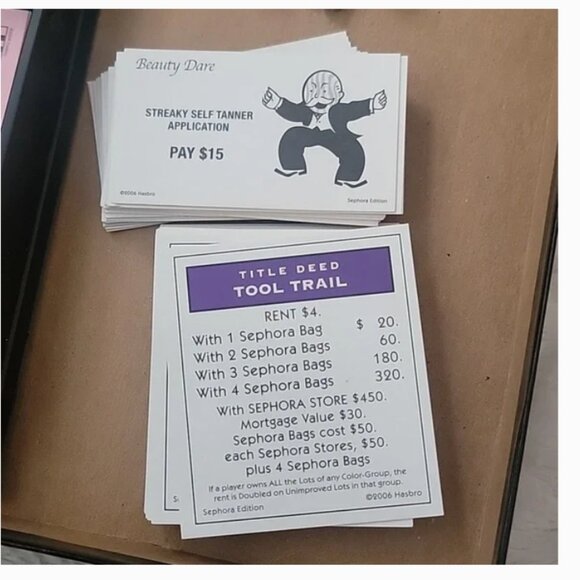 Beauty Dare
STREAKY SELF TANNER
APPLICATION
PAY $15
©2006 Hasbro
Sephora Edition
TITLE DEED
TOOL TRAIL
RENT $4.
With 1 Sephora Bag $ 20.
With 2 Sephora Bags 60.
With 3 Sephora Bags 180.
With 4 Sephora Bags 320.
With SEPHORA STORE $450.
Mortgage Value $30.
Sephora Bags cost $50.
each Sephora Stores, $50.
plus 4 Sephora Bags
If a player owns ALL the Lots of any Color-Group, the
rent is Doubled on Unimproved Lots in that group.
Sephora Edition
©2006 Hasbro